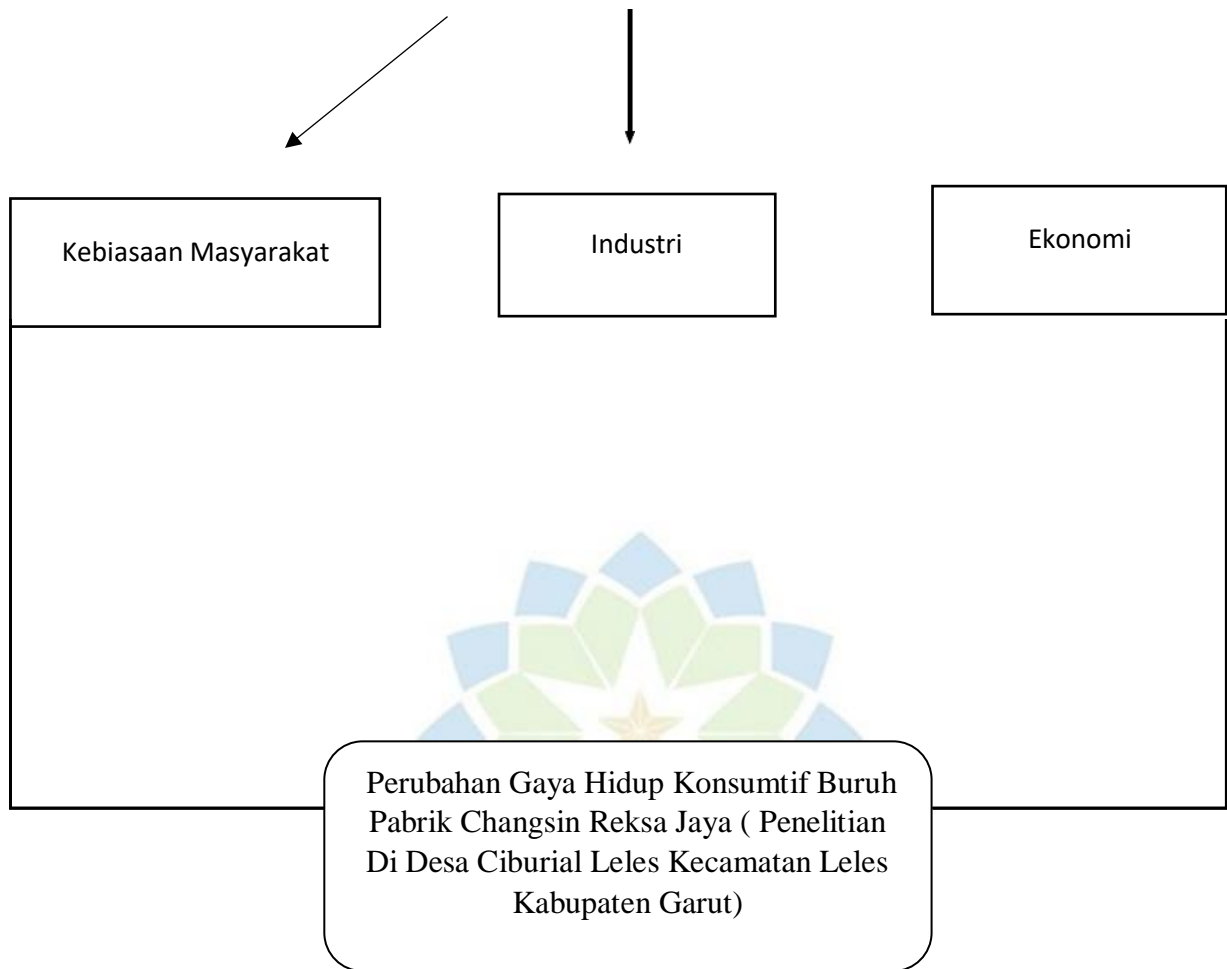 Kebiasaan Masyarakat
Industri
Ekonomi
Perubahan Gaya Hidup Konsumtif Buruh
Pabrik Changsin Reksa Jaya ( Penelitian
Di Desa Ciburial Leles Kecamatan Leles
Kabupaten Garut)